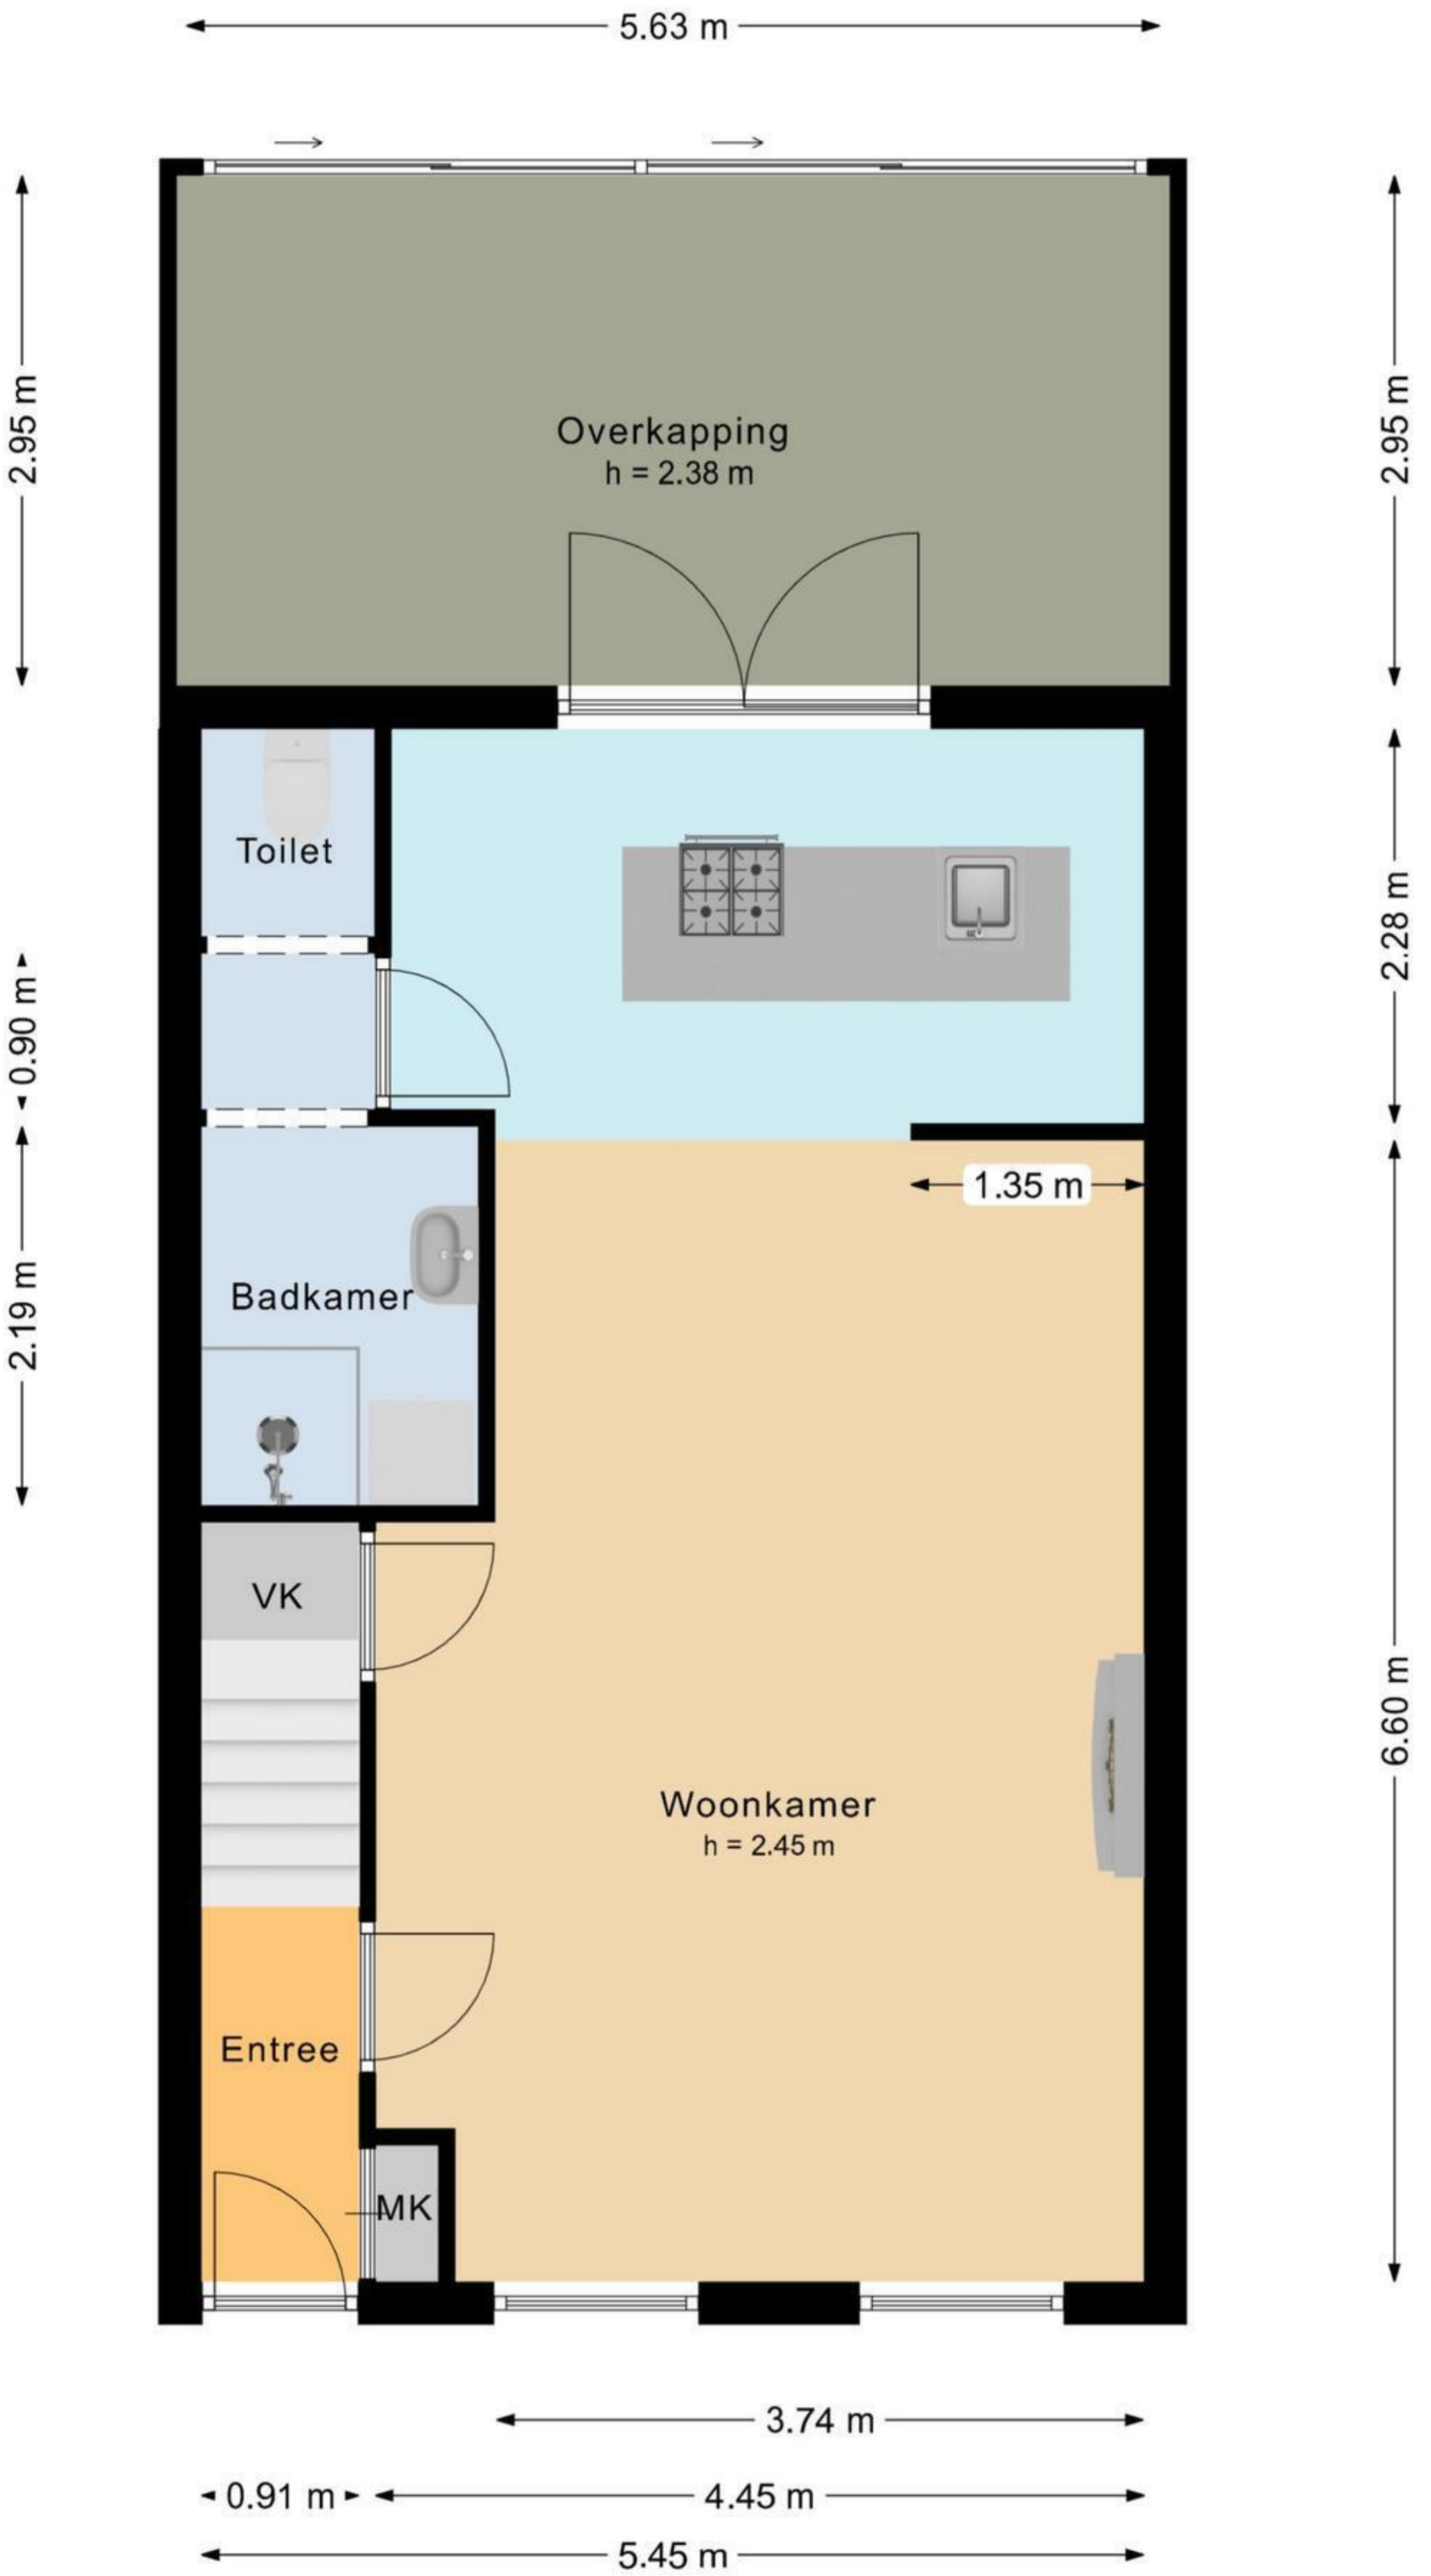 5.63 m
2.95 m
2.95 m
Overkapping
h = 2.38 m
Toilet
2.28 m
0.90 m
1.35 m
2.19 m
Badkamer
VK
6.60 m
Woonkamer
h = 2.45 m
Entree
MK
3.74 m
0.91 m
4.45 m
5.45 m